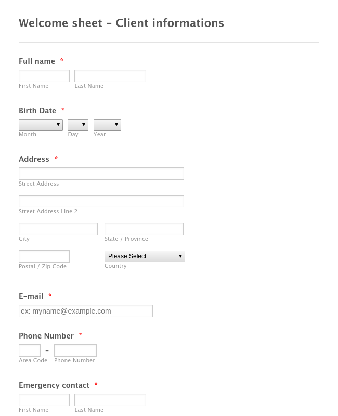 Welcome sheet - Client informations
Full name *
First Name Last Name
Birth Date *
Month Day Year
Address *
Street Address
Street Address Line 2
City State / Province
Please Select
Postal / Zip Code Country
E-mail *
ex: myname@example.com
Phone Number *
-
Area Code Phone Number
Emergency contact *
First Name Last Name